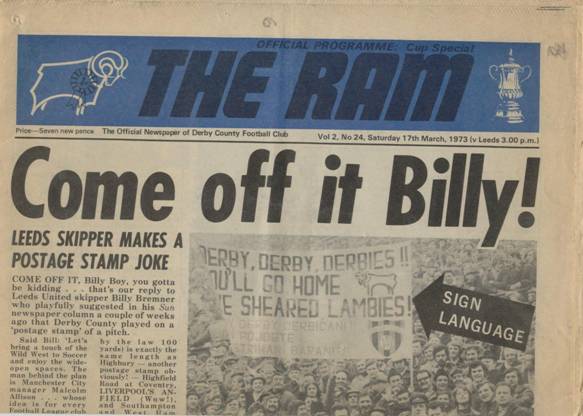 OFFICIAL PROGRAMME: Cup Special
THE RAM
Price—Seven new pence The Official Newspaper of Derby County Football Club Vol 2, No 24, Saturday 17th March, 1973 (v Leeds 3.00 p.m.)
Come off it Billy!
LEEDS SKIPPER MAKES A
POSTAGE STAMP JOKE
COME OFF IT, Billy Boy, you gotta
be kidding . . . that's our reply to
Leeds United skipper Billy Bremner
who playfully suggested in his Sun
newspaper column a couple of weeks
ago that Derby County played on a
'postage stamp' of a pitch.
Said Bill: 'Let's
bring a touch of the
Wild West to Soccer
and enjoy the wide-
open spaces. The
man behind the plan
is Manchester City
manager Malcolm
Allison . . . whose
idea is for every
Football League club
by the law 100
yards) is exactly the
same length as
Highbury — another
postage stamp ob-
viously! — Highfield
Road at Coventry,
LIVERPOOL'S AN-
FIELD (Wow!),
and Southampton
and West Ham
DERBY, DERBY, DERBIES !!
OU'LL GO HOME
E SHEARED LAMBIES!
SIGN
LANGUAGE